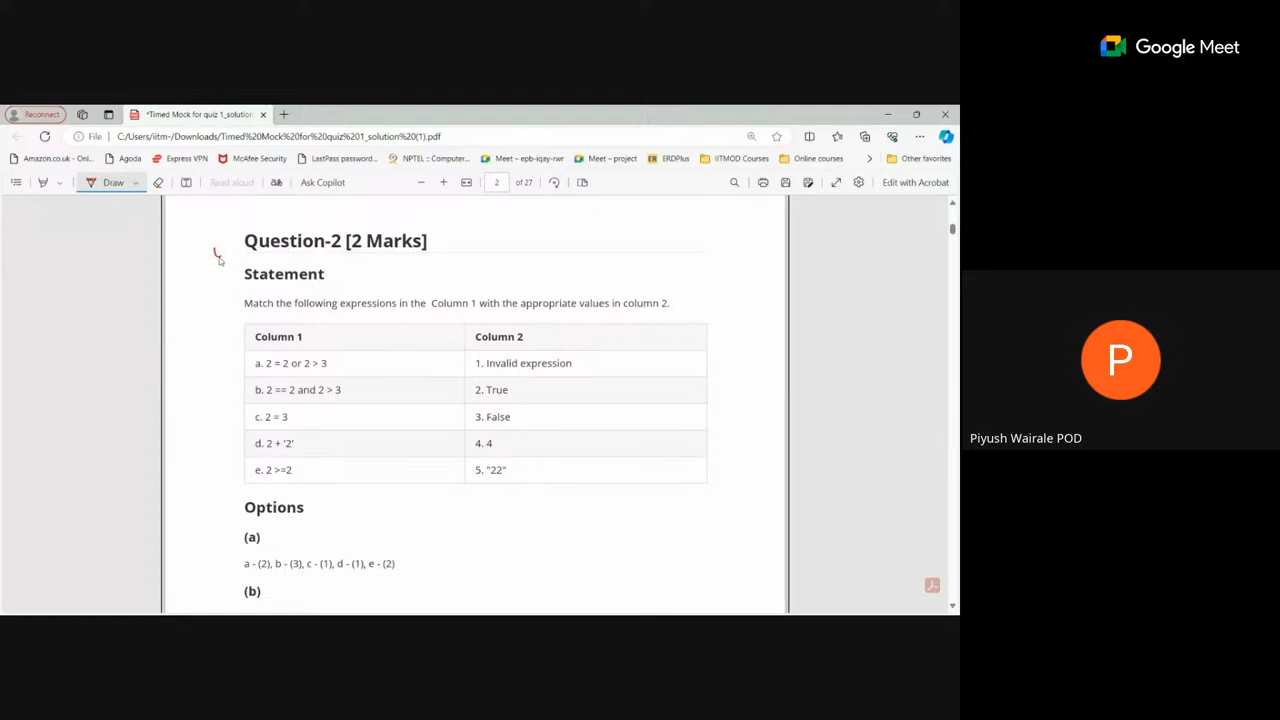 Google Meet
Reconnect
*Timed Mock for quiz 1_solution
File
C:/Users/iitm-/Downloads/Timed%20Mock%20for%20quiz%201_solution%20(1).pdf
Amazon.co.uk - Onl...
Agoda
Express VPN
McAfee Security
LastPass password...
NPTEL :: Computer...
Meet – epb-iqay-rwr
Meet – project
ER ERDPlus
IITMOD Courses
Online courses
Other favorites
Draw
Read aloud
Ask Copilot
2 of 27
Edit with Acrobat
Question-2 [2 Marks]
Statement
Match the following expressions in the Column 1 with the appropriate values in column 2.
Column 1 Column 2
a. 2 = 2 or 2 > 3 1. Invalid expression
b. 2 == 2 and 2 > 3 2. True
c. 2 = 3 3. False
d. 2 + '2' 4. 4
e. 2 >=2 5. "22"
Options
(a)
a - (2), b - (3), c - (1), d - (1), e - (2)
(b)
P
Piyush Wairale POD